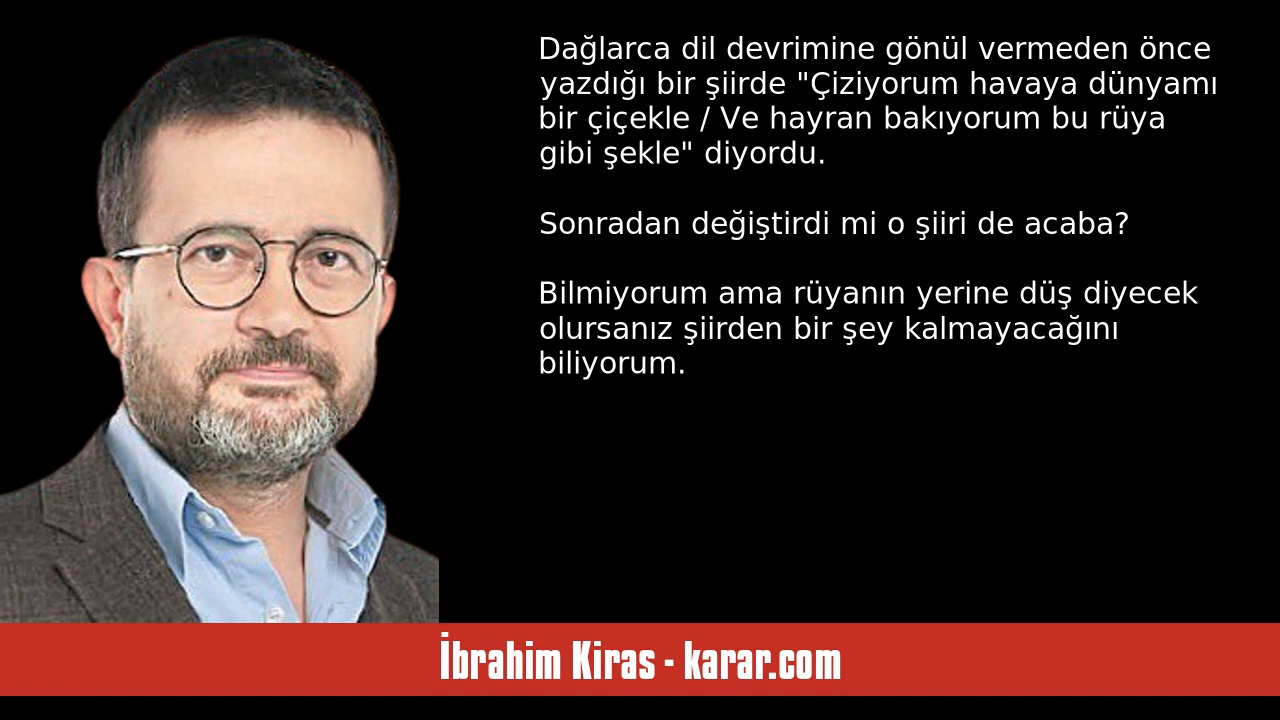 Dağlarca dil devrimine gönül vermeden önce
yazdığı bir şiirde "Çiziyorum havaya dünyamı
bir çiçekle / Ve hayran bakıyorum bu rüya
gibi şekle" diyordu.
Sonradan değiştirdi mi o şiiri de acaba?
Bilmiyorum ama rüyanın yerine düş diyecek
olursanız şiirden bir şey kalmayacağını
biliyorum.
İbrahim Kiras - karar.com